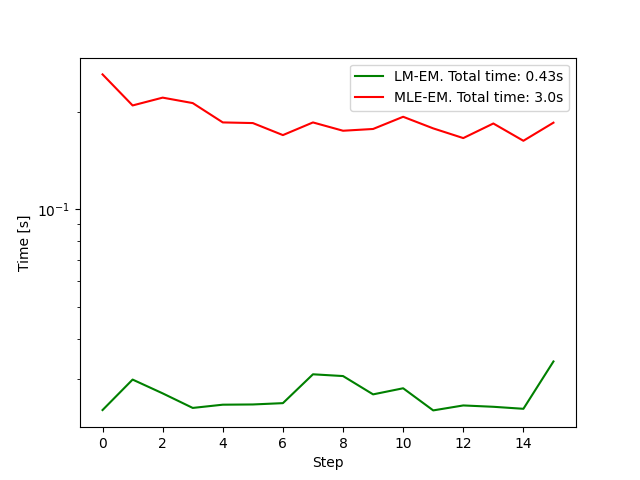 LM-EM. Total time: 0.43s
MLE-EM. Total time: 3.0s
10⁻¹
Time [s]
0 2 4 6 8 10 12 14
Step